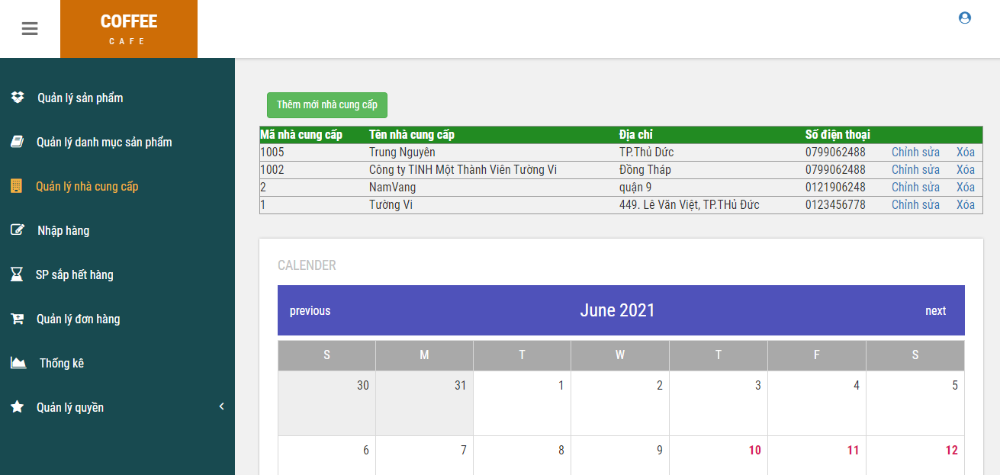 COFFEE
CAFE
Quản lý sản phẩm
Quản lý danh mục sản phẩm
Quản lý nhà cung cấp
Nhập hàng
SP sắp hết hàng
Quản lý đơn hàng
Thống kê
Quản lý quyền
Thêm mới nhà cung cấp
Mã nhà cung cấp Tên nhà cung cấp Địa chỉ Số điện thoại
1005 Trung Nguyên TP.Thủ Dức 0799062488 Chỉnh sửa Xóa
1002 Công ty TINH Một Thành Viên Tường Vi Đồng Tháp 0799062488 Chỉnh sửa Xóa
2 NamVang quận 9 0121906248 Chỉnh sửa Xóa
1 Tường Vi 449. Lê Văn Việt, TP.THủ Đức 0123456778 Chỉnh sửa Xóa
CALENDER
previous June 2021 next
S M T W T F S
30 31 1 2 3 4 5
6 7 8 9 10 11 12